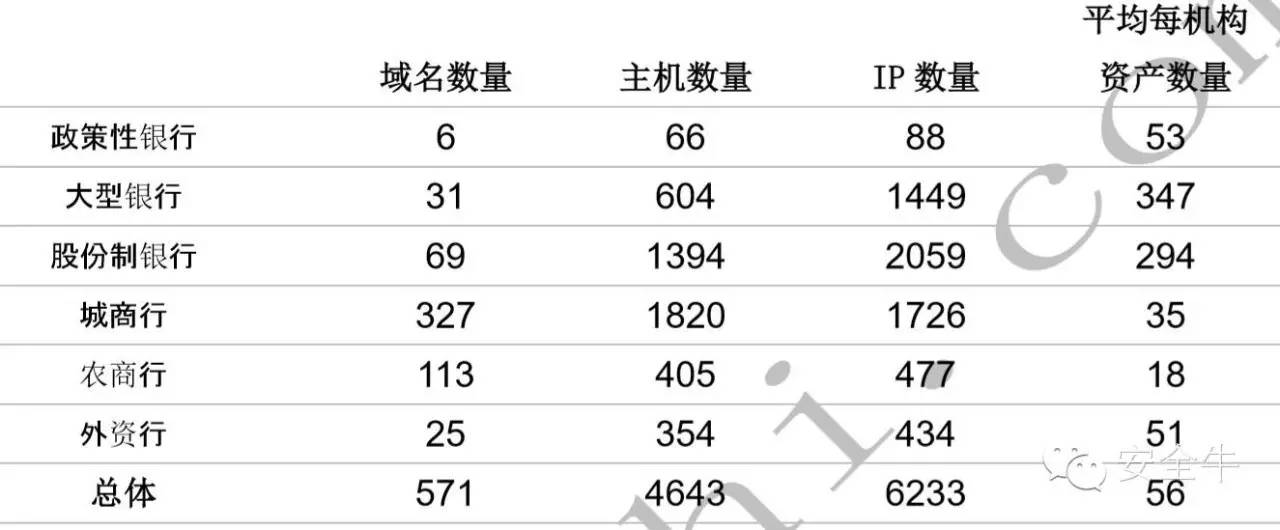 平均每机构
域名数量 主机数量 IP 数量 资产数量
政策性银行 6 66 88 53
大型银行 31 604 1449 347
股份制银行 69 1394 2059 294
城商行 327 1820 1726 35
农商行 113 405 477 18
外资行 25 354 434 51
安全牛
总体 571 4643 6233 56
hi.com